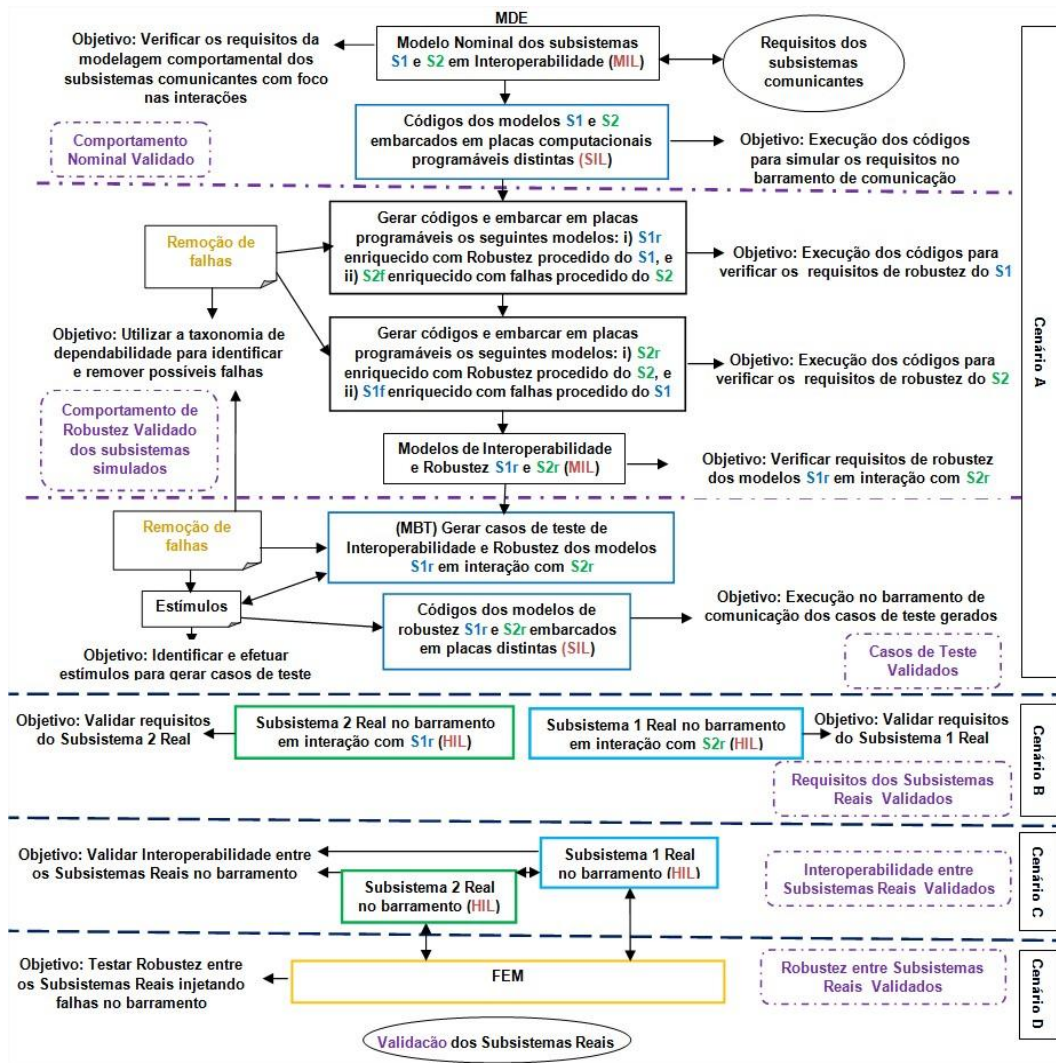 MDE
Objetivo: Verificar os requisitos da
modelagem comportamental dos
subsistemas comunicantes com foco
nas interações
Modelo Nominal dos subsistemas
S1 e S2 em Interoperabilidade (MIL)
Requisitos dos
subsistemas
comunicantes
Comportamento
Nominal Validado
Códigos dos modelos S1 e S2
embarcados em placas computacionais
programáveis distintas (SIL)
Objetivo: Execução dos códigos
para simular os requisitos no
barramento de comunicação
Remoção de
falhas
Gerar códigos e embarcar em placas
programáveis os seguintes modelos: i) S1r
enriquecido com Robustez procedido do
S1, e
ii) S2f enriquecido com falhas procedido do S2
Objetivo: Execução dos códigos para
verificar os requisitos de robustez do S1
Objetivo: Utilizar a taxonomia de
dependabilidade para identificar
e remover possíveis falhas
Gerar códigos e embarcar em placas
programáveis os seguintes modelos: i) S2r
enriquecido com Robustez procedido do
S2, e
ii) S1f enriquecido com falhas procedido do S1
Objetivo: Execução dos códigos para
verificar os requisitos de robustez do S2
Cenário A
Comportamento de
Robustez Validado
dos subsistemas
simulados
Modelos de Interoperabilidade
e Robustez S1r e S2r (MIL)
Objetivo: Verificar requisitos de robustez
dos modelos S1r em interação com S2r
Remoção de
falhas
(MBT) Gerar casos de teste de
Interoperabilidade e Robustez dos modelos
S1r em interação com S2r
Estímulos
Códigos dos modelos de
robustez S1r e S2r embarcados
em placas distintas (SIL)
Objetivo: Execução no barramento de
comunicação dos casos de teste gerados
Objetivo: Identificar e efetuar
estímulos para gerar casos de teste
Casos de Teste
Validados
Objetivo: Validar requisitos
do Subsistema 2 Real
Subsistema 2 Real no barramento
em interação com S1r (HIL)
Subsistema 1 Real no barramento
em interação com S2r (HIL)
Objetivo: Validar requisitos
do Subsistema 1 Real
Requisitos dos Subsistemas
Reais Validados
Cenário B
Objetivo: Validar Interoperabilidade entre
os Subsistemas Reais no barramento
Subsistema 1 Real
no barramento (HIL)
Subsistema 2 Real
no barramento (HIL)
Interoperabilidade entre
Subsistemas Reais Validados
Cenário C
Objetivo: Testar Robustez entre
os Subsistemas Reais injetando
falhas no barramento
FEM
Robustez entre Subsistemas
Reais Validados
Cenário D
Validacão dos Subsistemas Reais